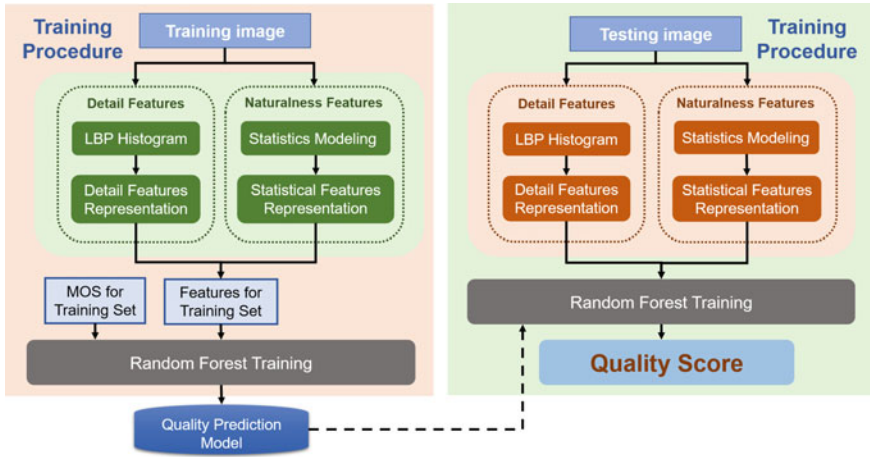 Training
Procedure
Training image
Detail Features
Naturalness Features
LBP Histogram
Statistics Modeling
Detail Features
Representation
Statistical Features
Representation
MOS for
Training Set
Features for
Training Set
Random Forest Training
Quality Prediction
Model
Testing image
Training
Procedure
Detail Features
Naturalness Features
LBP Histogram
Statistics Modeling
Detail Features
Representation
Statistical Features
Representation
Random Forest Training
Quality Score